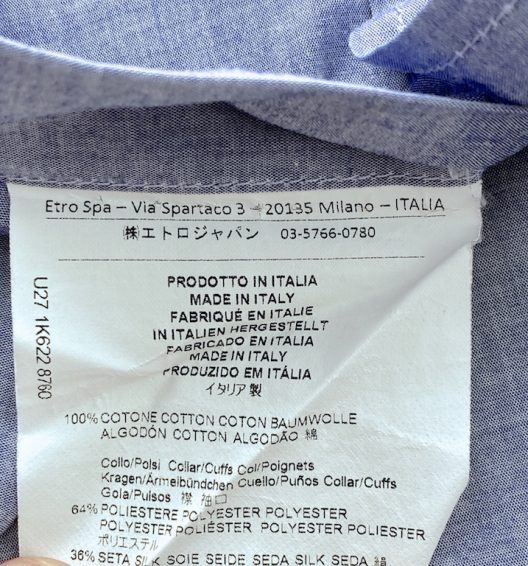 Etro Spa – Via Spartaco 3 – 20135 Milano – ITALIA
㈱エトロジャパン 03-5766-0780
U27 1K622 8760
PRODOTTO IN ITALIA
MADE IN ITALY
FABRIQUÉ EN ITALIE
IN ITALIEN HERGESTELLT
FABRICADO EN ITALIA
MADE IN ITALY
PRODUZIDO EM ITÁLIA
イタリア製
100% COTONE COTTON COTON BAUMWOLLE
ALGODÓN COTTON ALGODÃO 綿
Collo/Polsi Collar/Cuffs Col/Poignets
Kragen/Ärmelbündchen Cuello/Puños Collar/Cuffs
Gola/Pulsos 襟 袖口
64% POLIESTERE POLYESTER POLYESTER
POLYESTER POLIÉSTER POLYESTER POLIESTER
ポリエステル
36% SETA SILK SOIE SEIDE SEDA SILK SEDA 絹